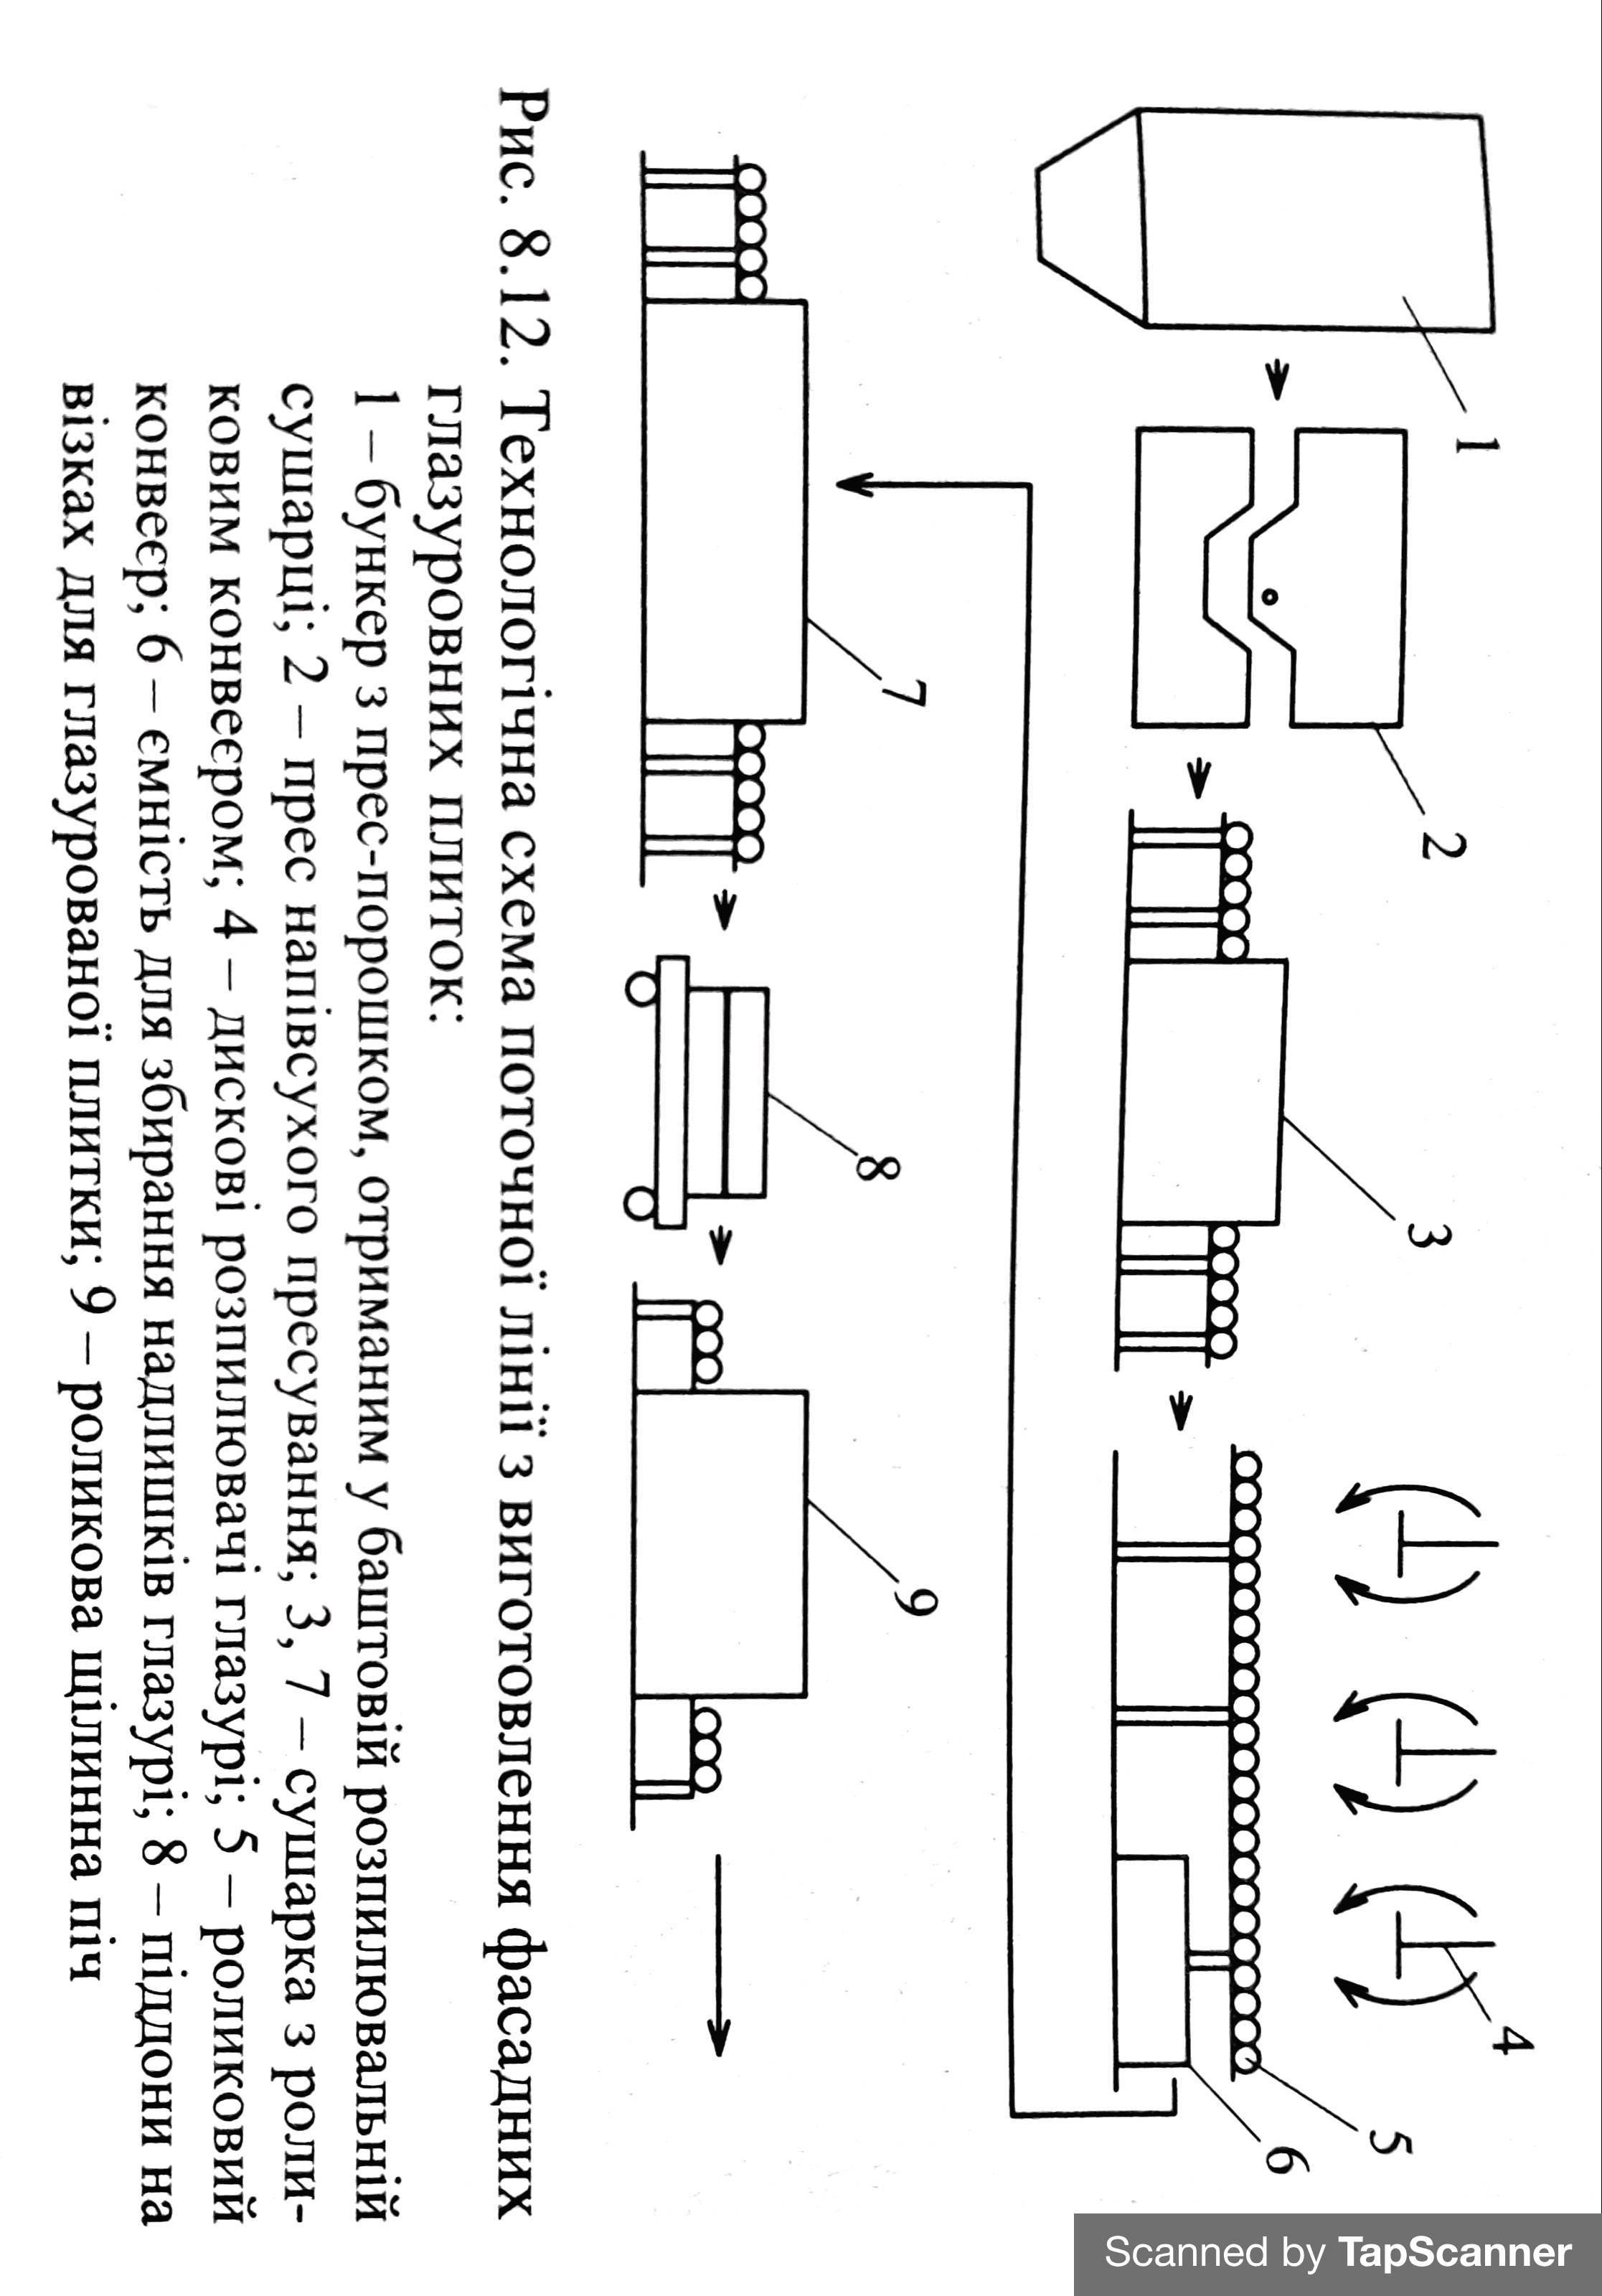 1
2
3
4
5
6
7
8
9
Рис. 8.12. Технологічна схема поточної лінії з виготовлення фасадних
глазуровних плиток:
1 – бункер з прес-порошком, отриманим у баштовій розпилювальній
сушарці; 2 – прес напівсухого пресування; 3, 7 – сушарка з роли-
ковим конвеєром; 4 – дискові розпилювачі глазурі; 5 – роликовий
конвеєр; 6 – ємність для збирання надлишків глазурі; 8 – піддони на
візках для глазурованої плитки; 9 – роликова щілинна піч
Scanned by TapScanner